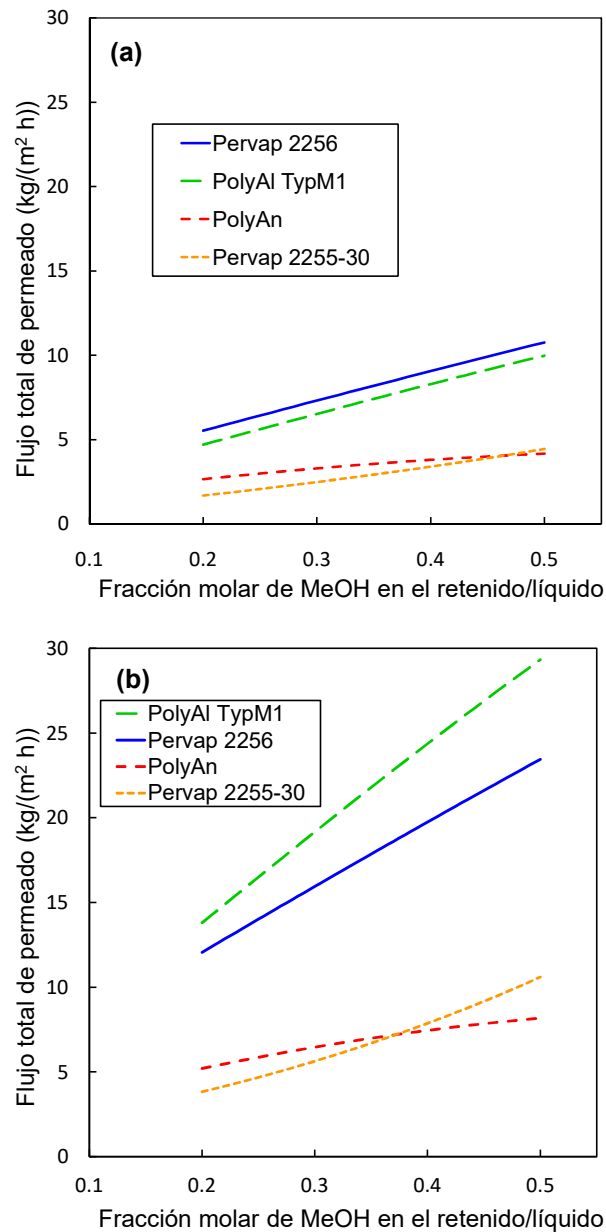 (a)
Flujo total de permeado (kg/(m² h))
30
25
20
15
10
5
0
Pervap 2256
PolyAl TypM1
PolyAn
Pervap 2255-30
0.1 0.2 0.3 0.4 0.5
Fracción molar de MeOH en el retenido/líquido
(b)
Flujo total de permeado (kg/(m² h))
30
25
20
15
10
5
0
PolyAl TypM1
Pervap 2256
PolyAn
Pervap 2255-30
0.1 0.2 0.3 0.4 0.5
Fracción molar de MeOH en el retenido/líquido